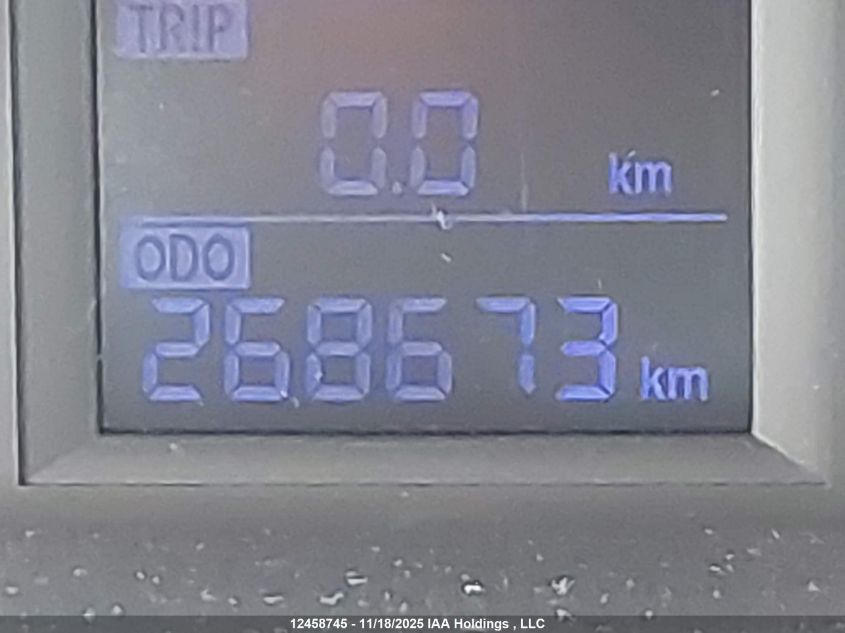 TRIP
0.0 km
ODO
268673 km
12458745 - 11/18/2025 IAA Holdings , LLC